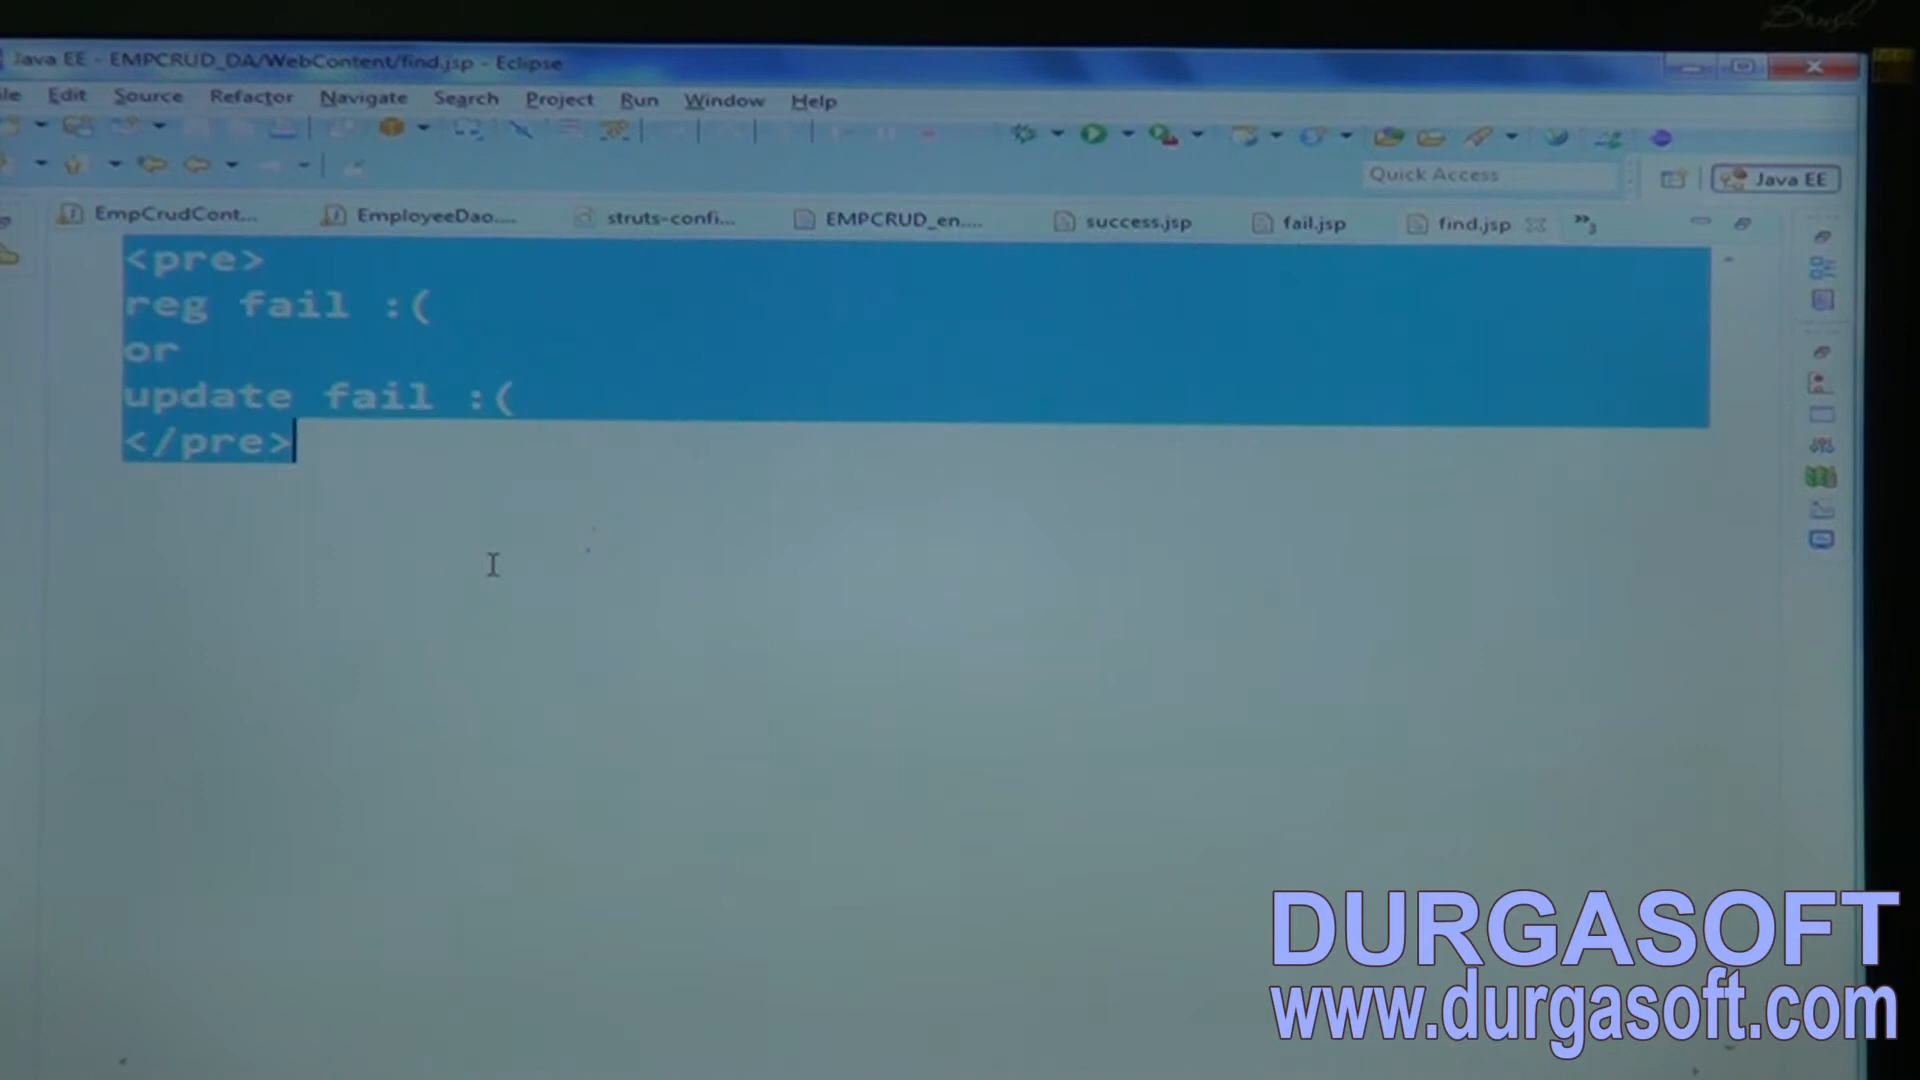 Java EE - EMPCRUD_DA/WebContent/find.jsp - Eclipse
ile Edit Source Refactor Navigate Search Project Run Window Help
Quick Access
Java EE
EmpCrudCont... EmployeeDao.... struts-confi... EMPCRUD_en.... success.jsp fail.jsp find.jsp »3
<pre>
reg fail :(
or
update fail :(
</pre>
DURGASOFT
www.durgasoft.com